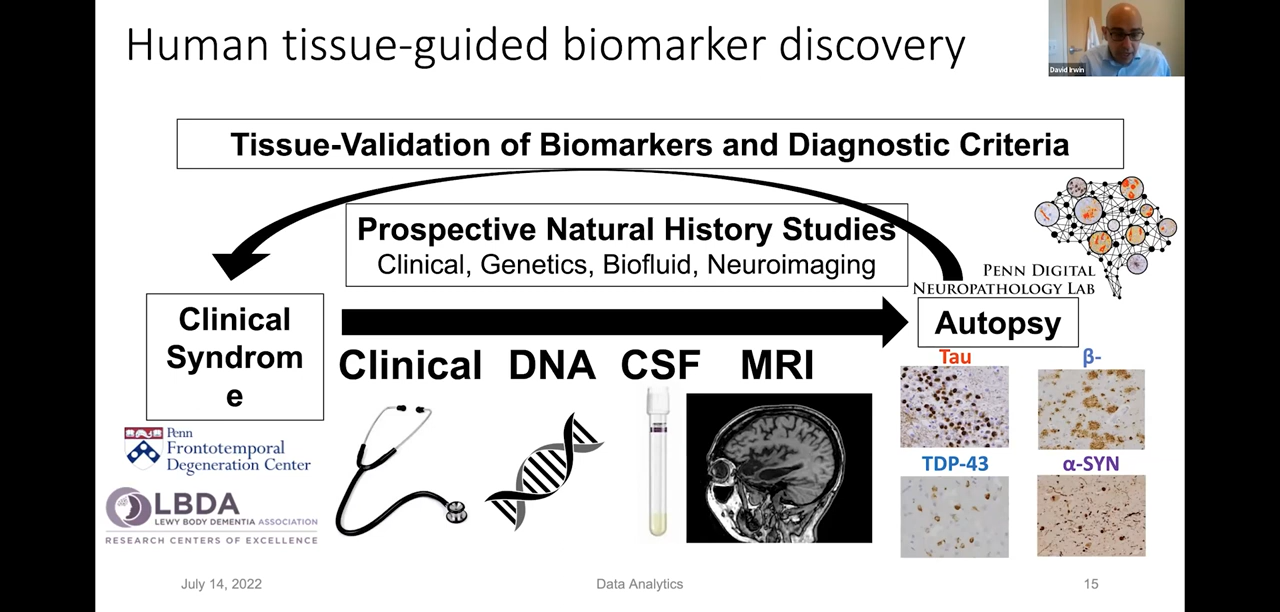 Human tissue-guided biomarker discovery
David Irwin
Tissue-Validation of Biomarkers and Diagnostic Criteria
Prospective Natural History Studies
Clinical, Genetics, Biofluid, Neuroimaging
PENN DIGITAL
NEUROPATHOLOGY LAB
Clinical
Syndrom
e
Autopsy
Clinical DNA CSF MRI
Tau
β-
TDP-43
α-SYN
Penn
Frontotemporal
Degeneration Center
LBDA
LEWY BODY DEMENTIA ASSOCIATION
RESEARCH CENTERS OF EXCELLENCE
July 14, 2022
Data Analytics
15